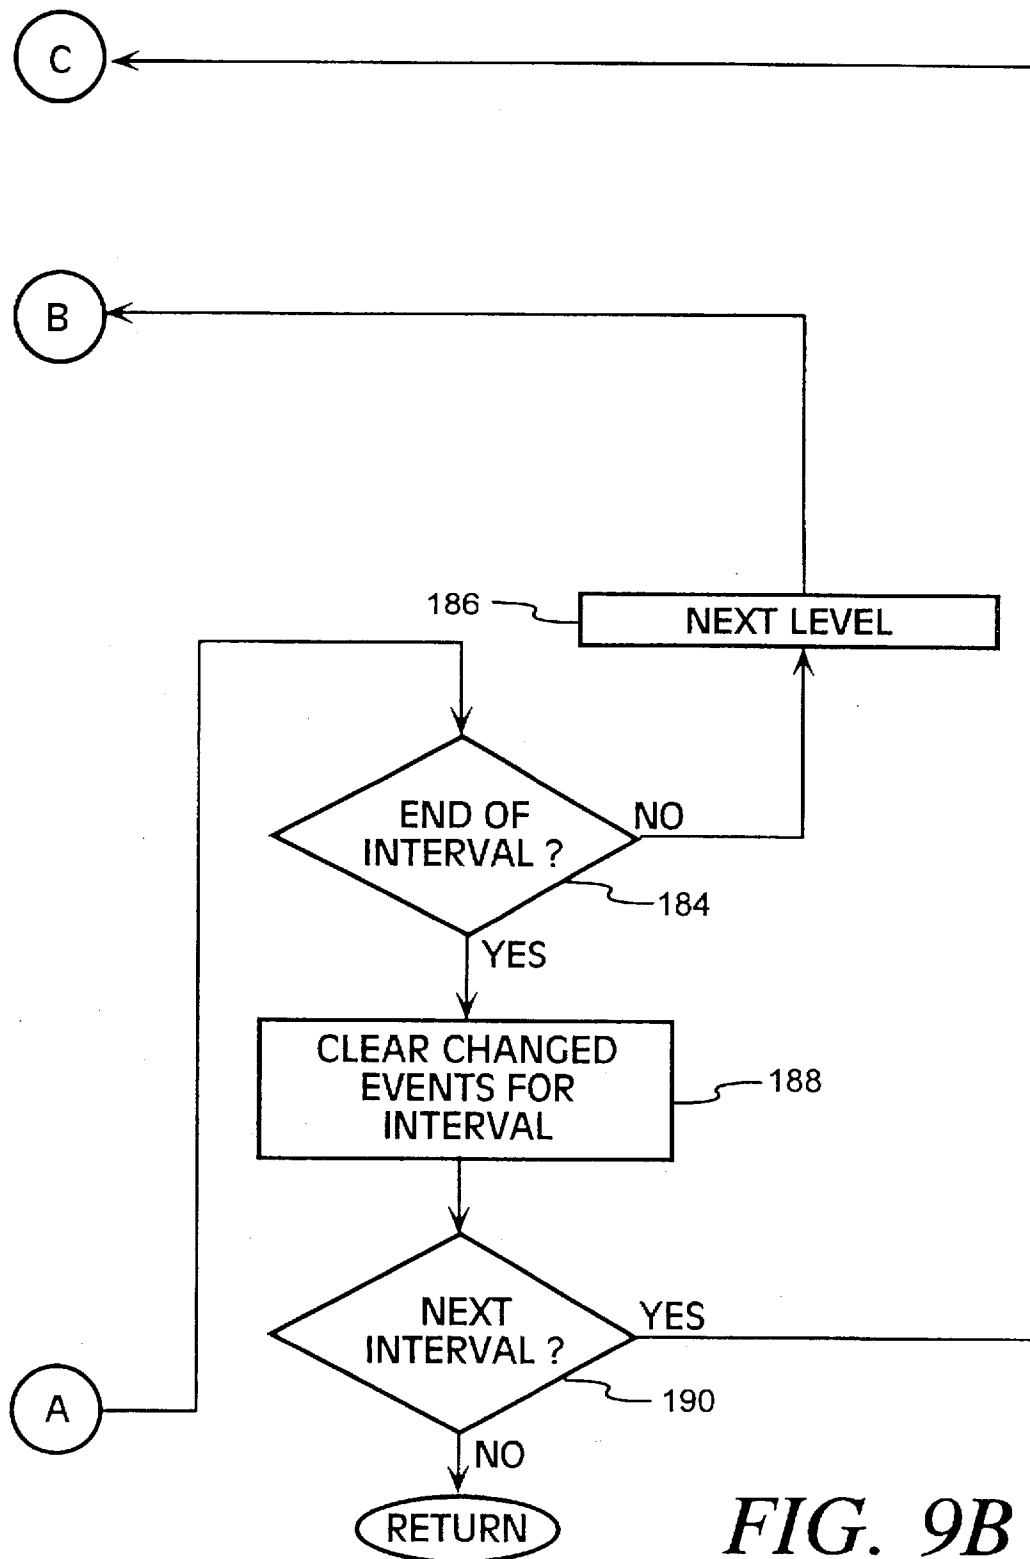 C
B
186
NEXT LEVEL
END OF
INTERVAL ?
NO
184
YES
CLEAR CHANGED
EVENTS FOR
INTERVAL
188
NEXT
INTERVAL ?
YES
190
A
NO
RETURN
FIG. 9B